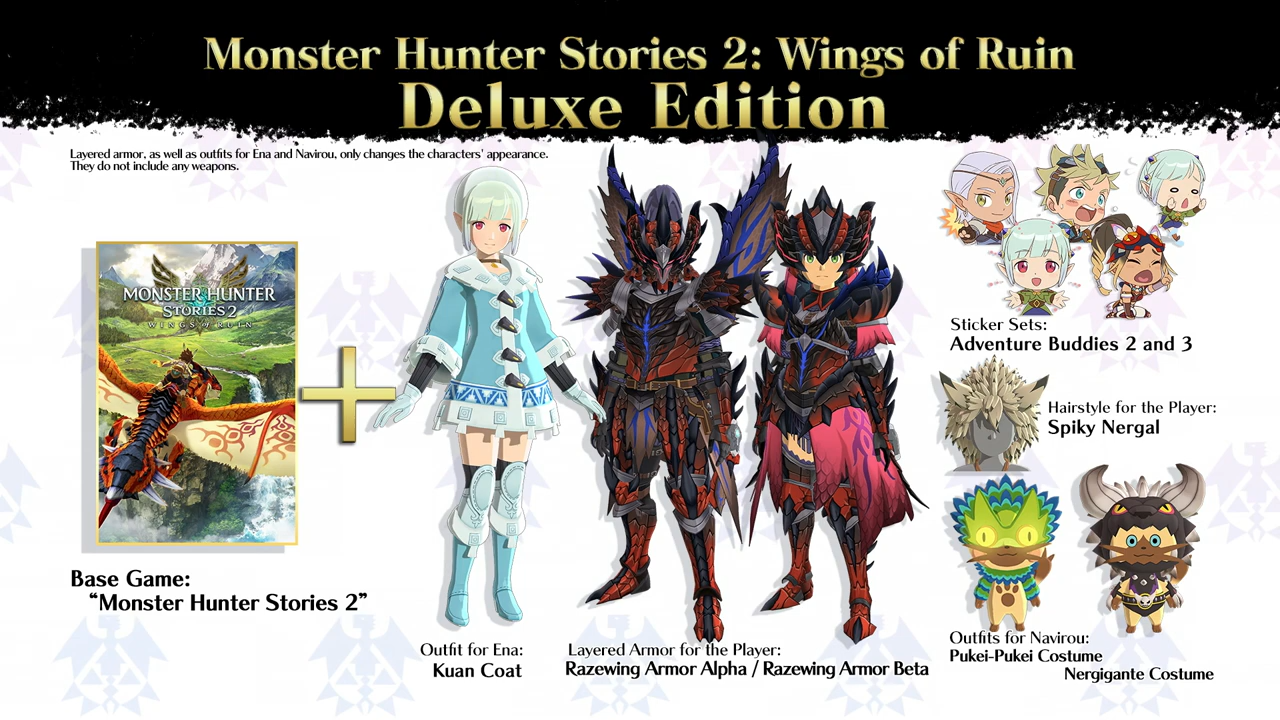 Monster Hunter Stories 2: Wings of Ruin
Deluxe Edition
Layered armor, as well as outfits for Ena and Navirou, only changes the characters' appearance.
They do not include any weapons.
MONSTER HUNTER
STORIES 2
WINGS of RUIN
Base Game:
“Monster Hunter Stories 2”
Outfit for Ena:
Kuan Coat
Layered Armor for the Player:
Razewing Armor Alpha / Razewing Armor Beta
Sticker Sets:
Adventure Buddies 2 and 3
Hairstyle for the Player:
Spiky Nergal
Outfits for Navirou:
Pukei-Pukei Costume
Nergigante Costume